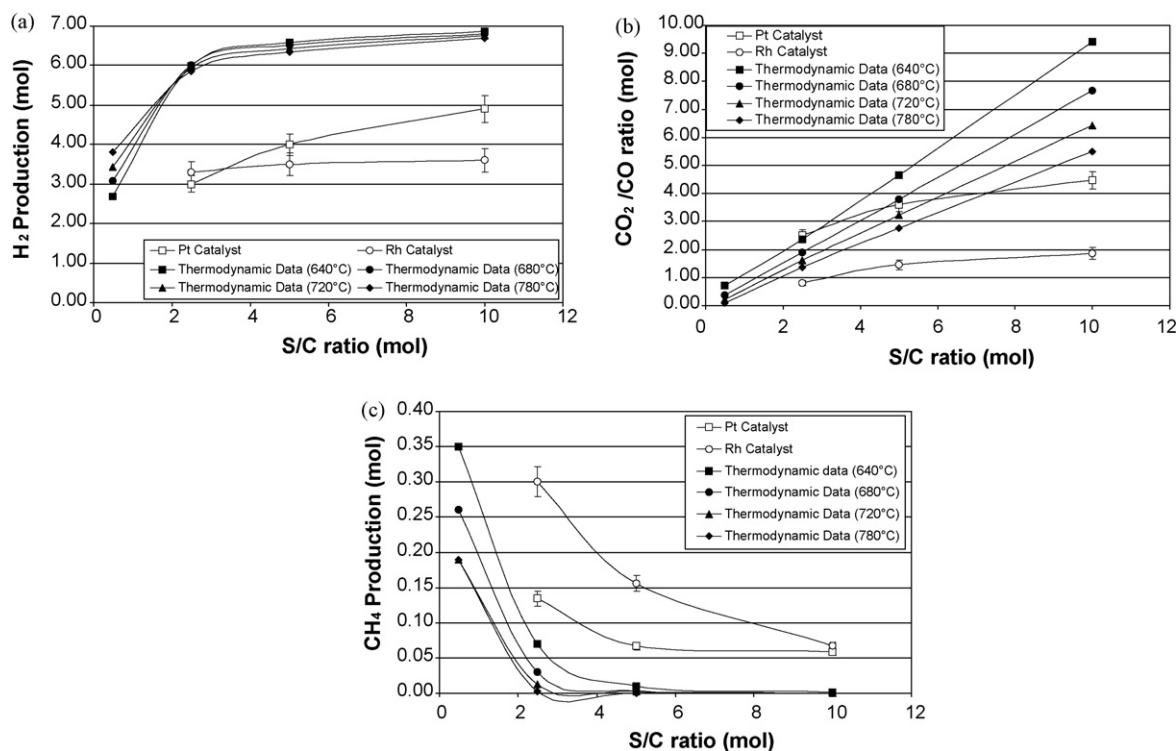 (a)
7.00
6.00
5.00
4.00
3.00
2.00
1.00
0.00
H2 Production (mol)
Pt Catalyst
Rh Catalyst
Thermodynamic Data (640°C)
Thermodynamic Data (680°C)
Thermodynamic Data (720°C)
Thermodynamic Data (780°C)
0 2 4 6 8 10 12
S/C ratio (mol)
(b)
10.00
9.00
8.00
7.00
6.00
5.00
4.00
3.00
2.00
1.00
0.00
CO2 /CO ratio (mol)
Pt Catalyst
Rh Catalyst
Thermodynamic Data (640°C)
Thermodynamic Data (680°C)
Thermodynamic Data (720°C)
Thermodynamic Data (780°C)
0 2 4 6 8 10 12
S/C ratio (mol)
(c)
0.40
0.35
0.30
0.25
0.20
0.15
0.10
0.05
0.00
CH4 Production (mol)
Pt Catalyst
Rh Catalyst
Thermodynamic data (640°C)
Thermodynamic Data (680°C)
Thermodynamic Data (720°C)
Thermodynamic Data (780°C)
0 2 4 6 8 10 12
S/C ratio (mol)